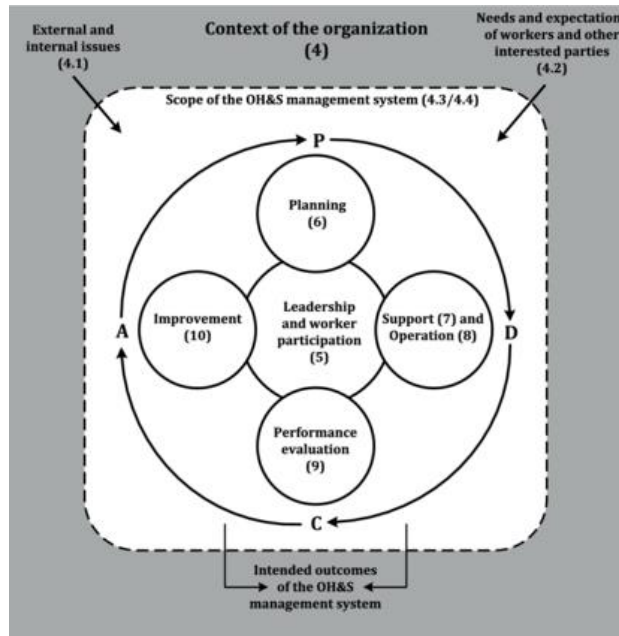 External and
internal issues
(4.1)
Context of the organization
(4)
Needs and expectation
of workers and other
interested parties
(4.2)
Scope of the OH&S management system (4.3/4.4)
P
Planning
(6)
A
Improvement
(10)
Leadership
and worker
participation
(5)
Support (7) and
Operation (8)
D
Performance
evaluation
(9)
C
Intended outcomes
of the OH&S
management system